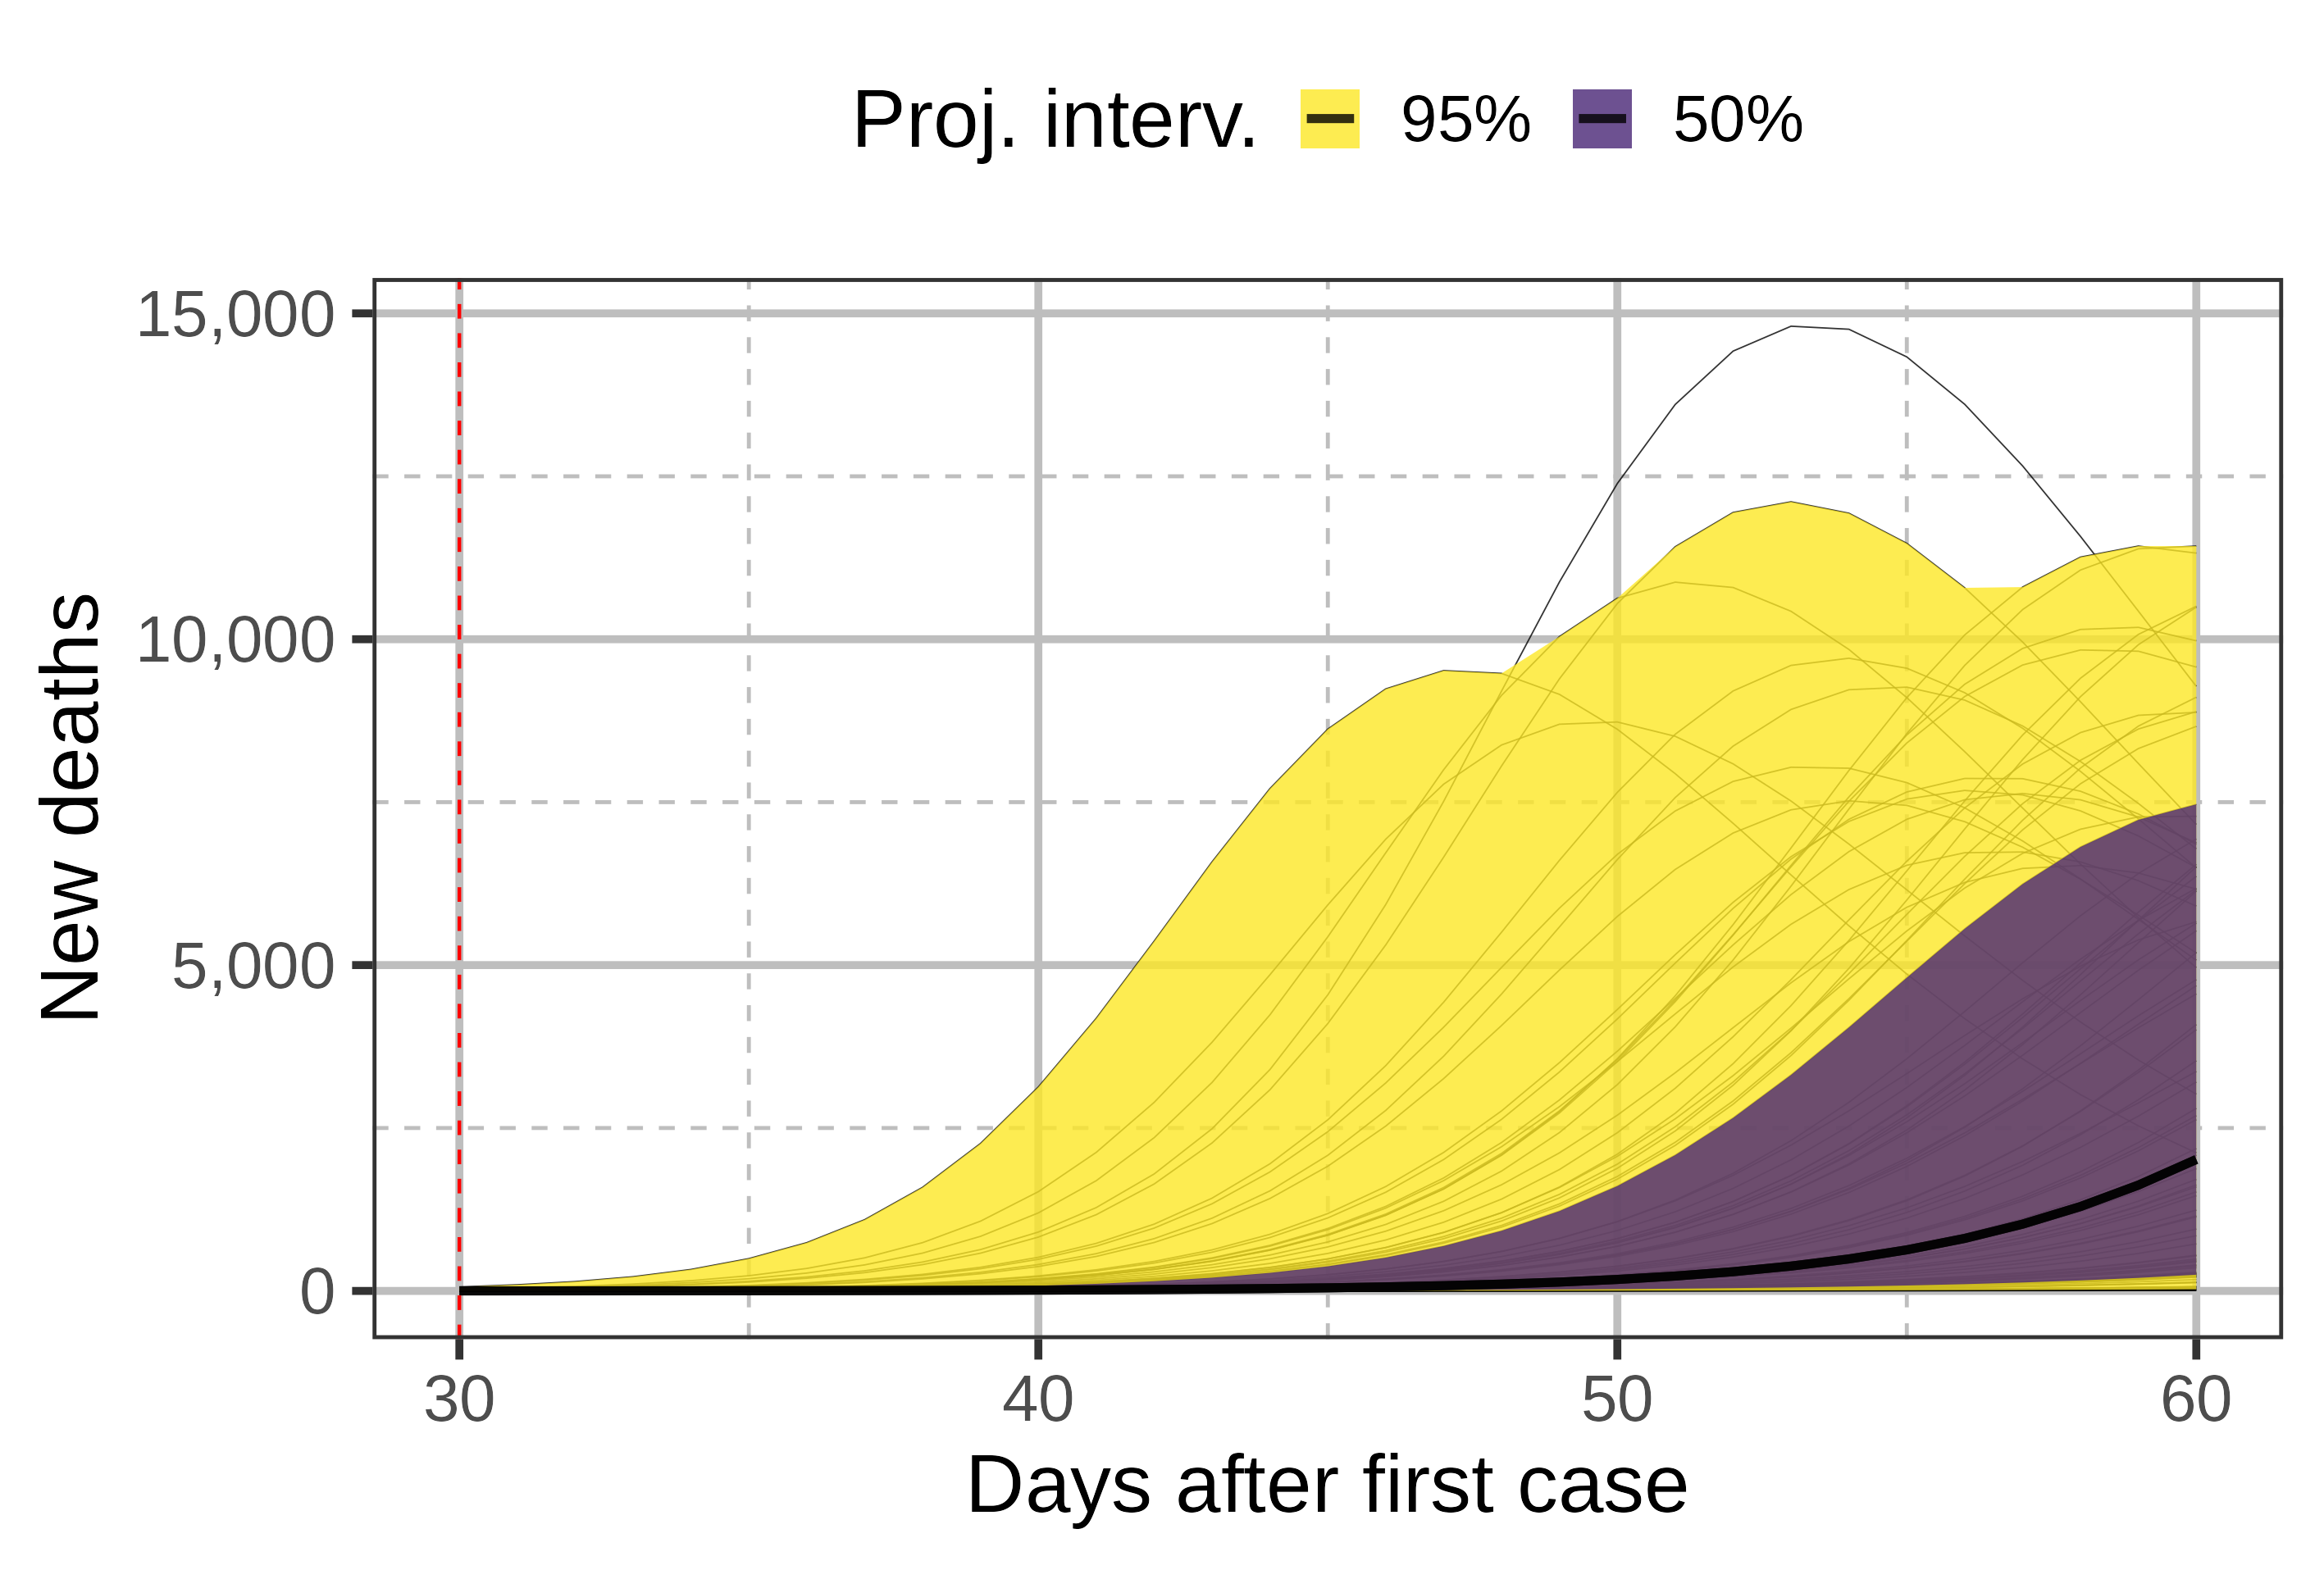 Proj. interv. 95% 50%
15,000
10,000
5,000
0
New deaths
30 40 50 60
Days after first case